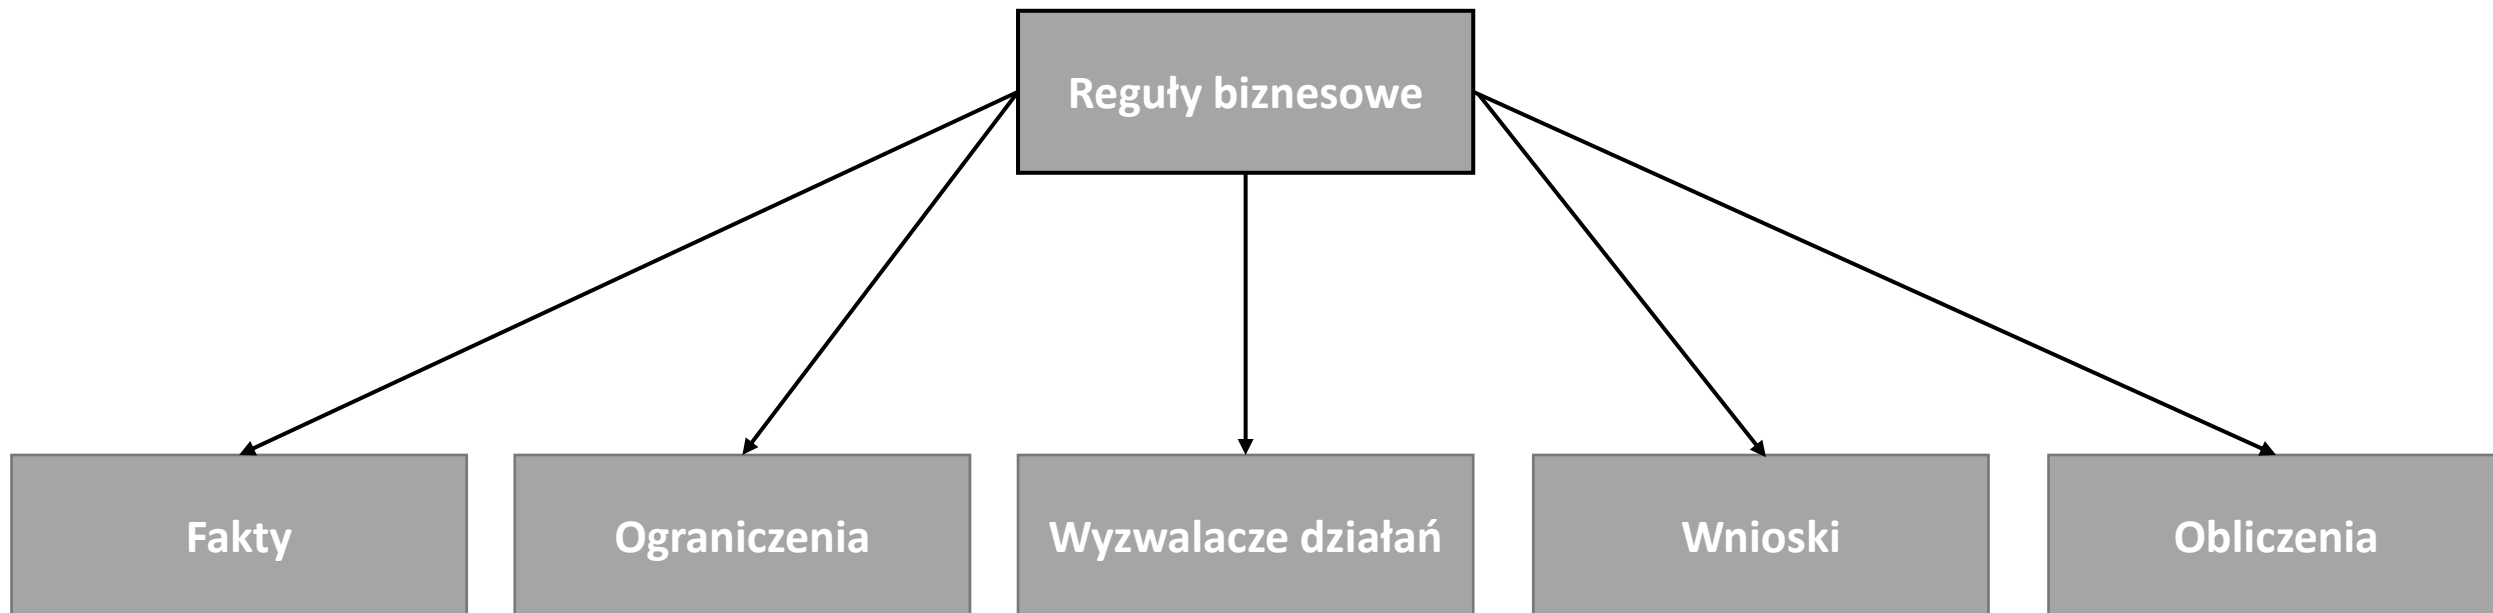 Reguły biznesowe
Fakty
Ograniczenia
Wyzwalacze działań
Wnioski
Obliczenia